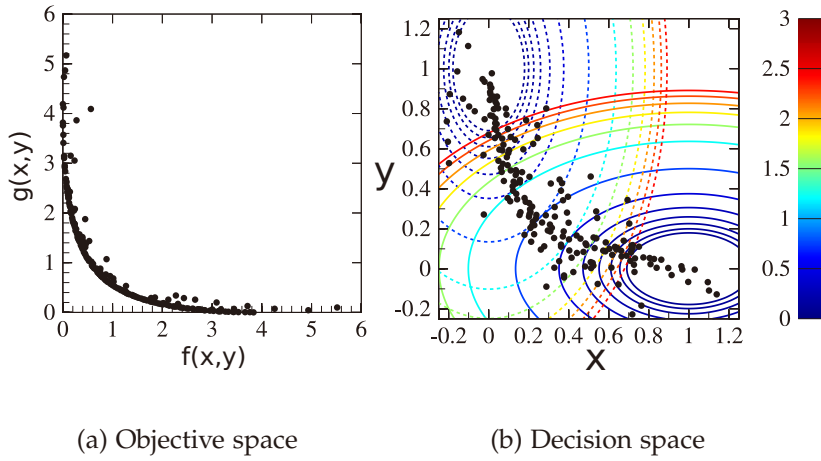 g(x,y)
6
5
4
3
2
1
0
0 1 2 3 4 5 6
f(x,y)
y
1.2
1
0.8
0.6
0.4
0.2
0
-0.2
-0.2 0 0.2 0.4 0.6 0.8 1 1.2
x
3
2.5
2
1.5
1
0.5
0
(a) Objective space
(b) Decision space